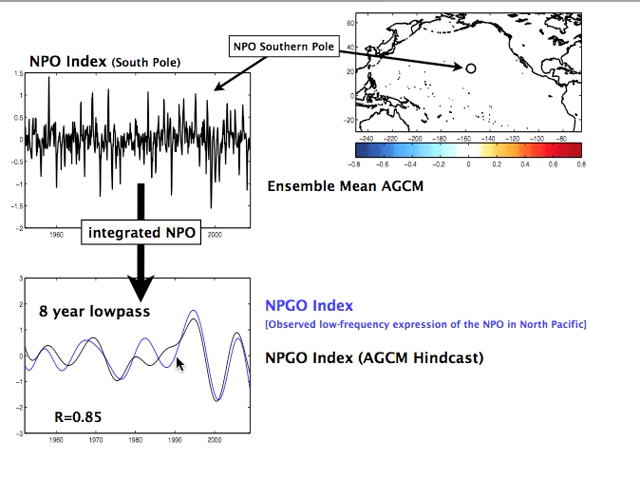 NPO Index (South Pole)
NPO Southern Pole
60
40
20
0
-20
-240 -220 -200 -180 -160 -140 -120 -100 -80
-0.8 -0.6 -0.4 -0.2 0 0.2 0.4 0.6 0.8
1.5
1
0.5
0
-0.5
-1
-1.5
-2
1960 2000
Ensemble Mean AGCM
integrated NPO
3
2
1
0
-1
-2
-3
8 year lowpass
R=0.85
1960 1970 1980 1990 2000
NPGO Index
[Observed low-frequency expression of the NPO in North Pacific]
NPGO Index (AGCM Hindcast)